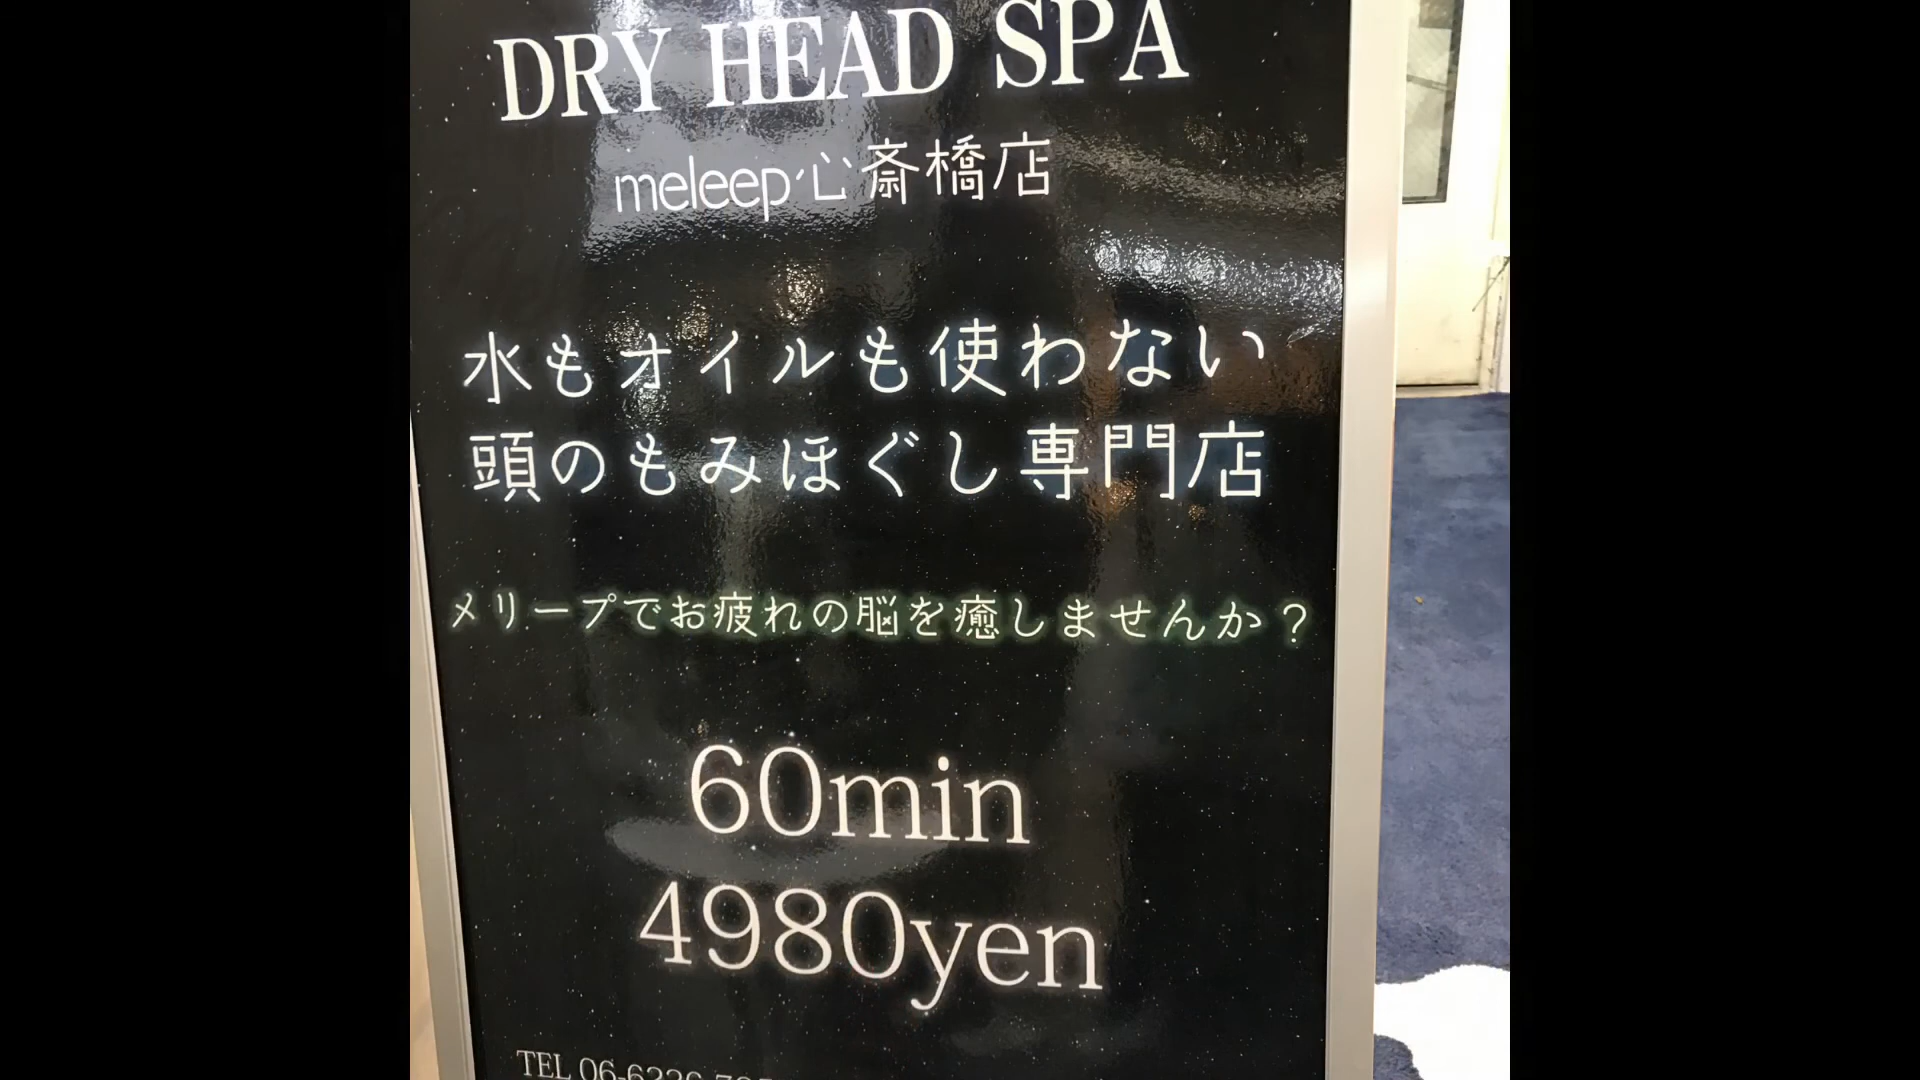 DRY HEAD SPA
meleep心斎橋店
水もオイルも使わない
頭のもみほぐし専門店
メリープでお疲れの脳を癒しませんか?
60min
4980yen
TEL